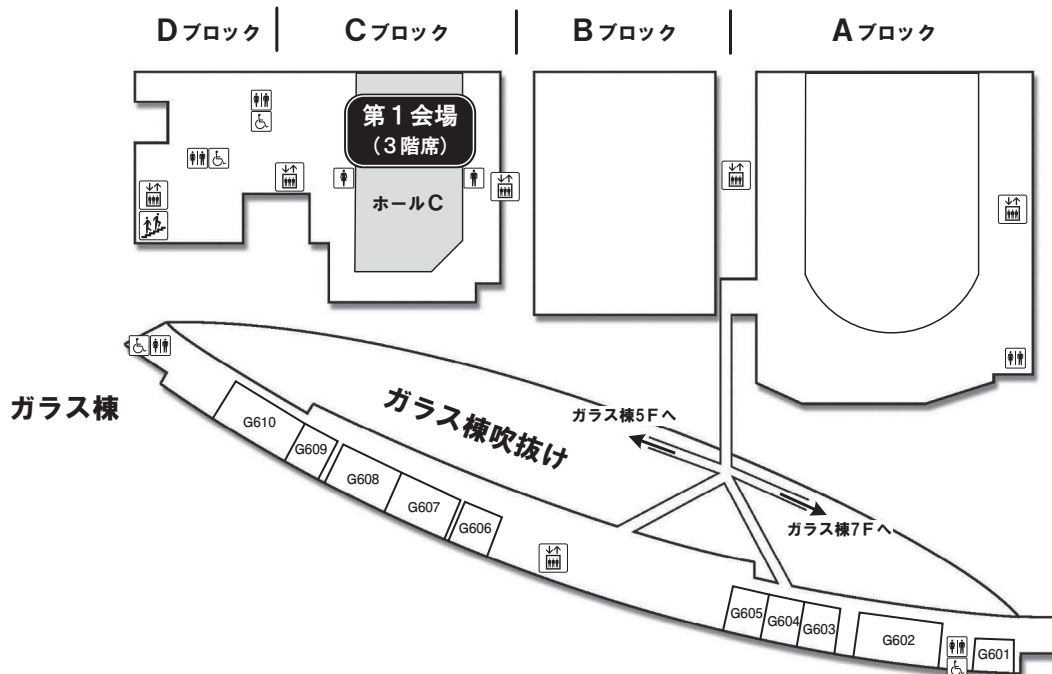 Dブロック
Cブロック
Bブロック
Aブロック
第1会場
(3階席)
ホールC
ガラス棟
ガラス棟吹抜け
ガラス棟5Fへ
ガラス棟7Fへ
G610
G609
G608
G607
G606
G605
G604
G603
G602
G601